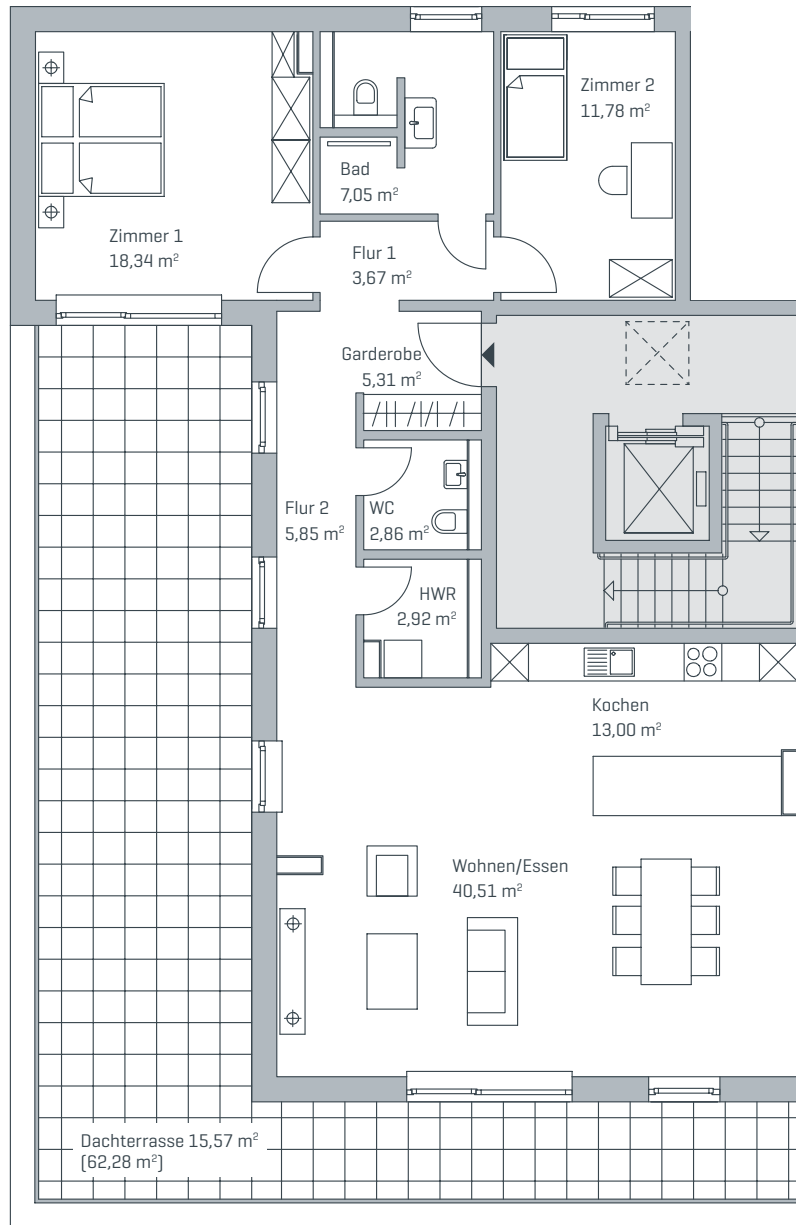 Zimmer 2
11,78 m²
Bad
7,05 m²
Zimmer 1
18,34 m²
Flur 1
3,67 m²
Garderobe
5,31 m²
Flur 2
5,85 m²
WC
2,86 m²
HWR
2,92 m²
Kochen
13,00 m²
Wohnen/Essen
40,51 m²
Dachterrasse 15,57 m²
(62,28 m²)